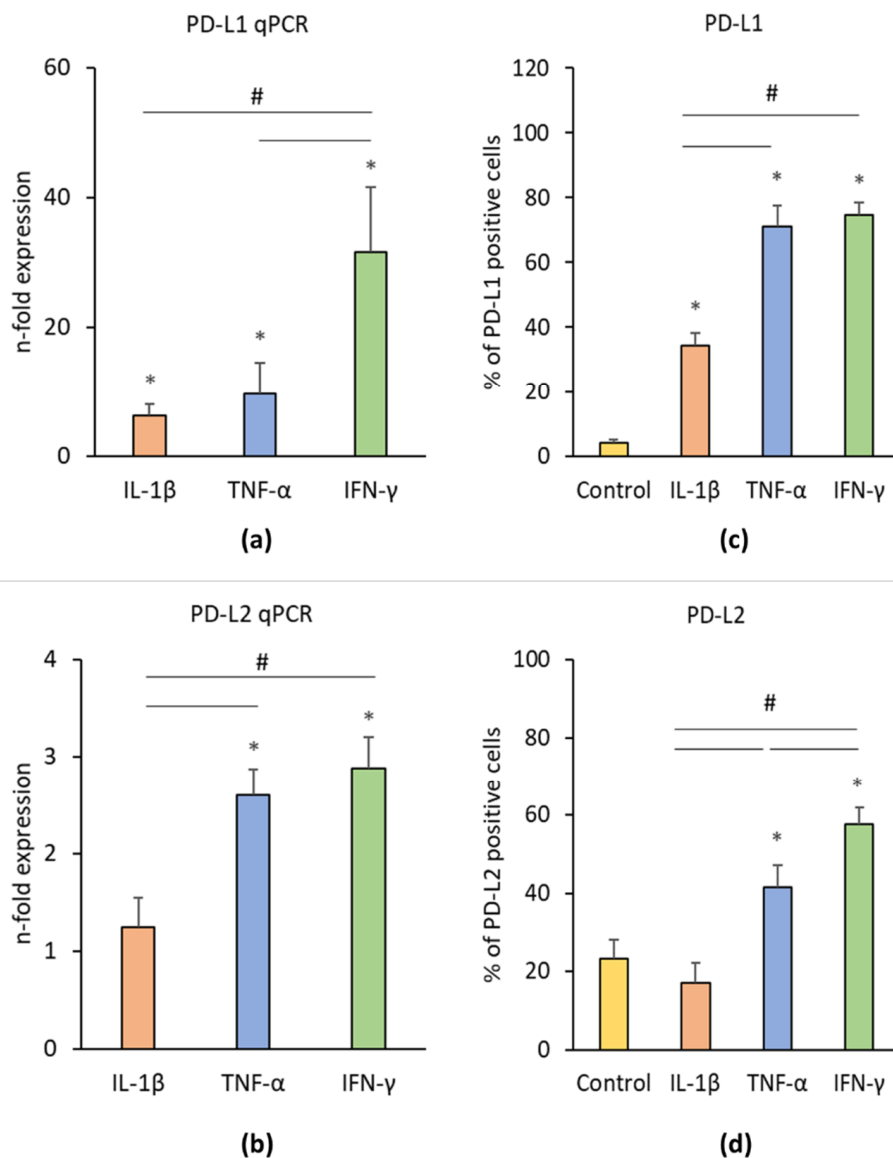 PD-L1 qPCR
60
40
20
0
n-fold expression
#
*
*
*
IL-1β TNF-α IFN-γ
(a)
PD-L1
120
100
80
60
40
20
0
% of PD-L1 positive cells
#
*
*
*
Control IL-1β TNF-α IFN-γ
(c)
PD-L2 qPCR
4
3
2
1
0
n-fold expression
#
*
*
IL-1β TNF-α IFN-γ
(b)
PD-L2
100
80
60
40
20
0
% of PD-L2 positive cells
#
*
*
Control IL-1β TNF-α IFN-γ
(d)